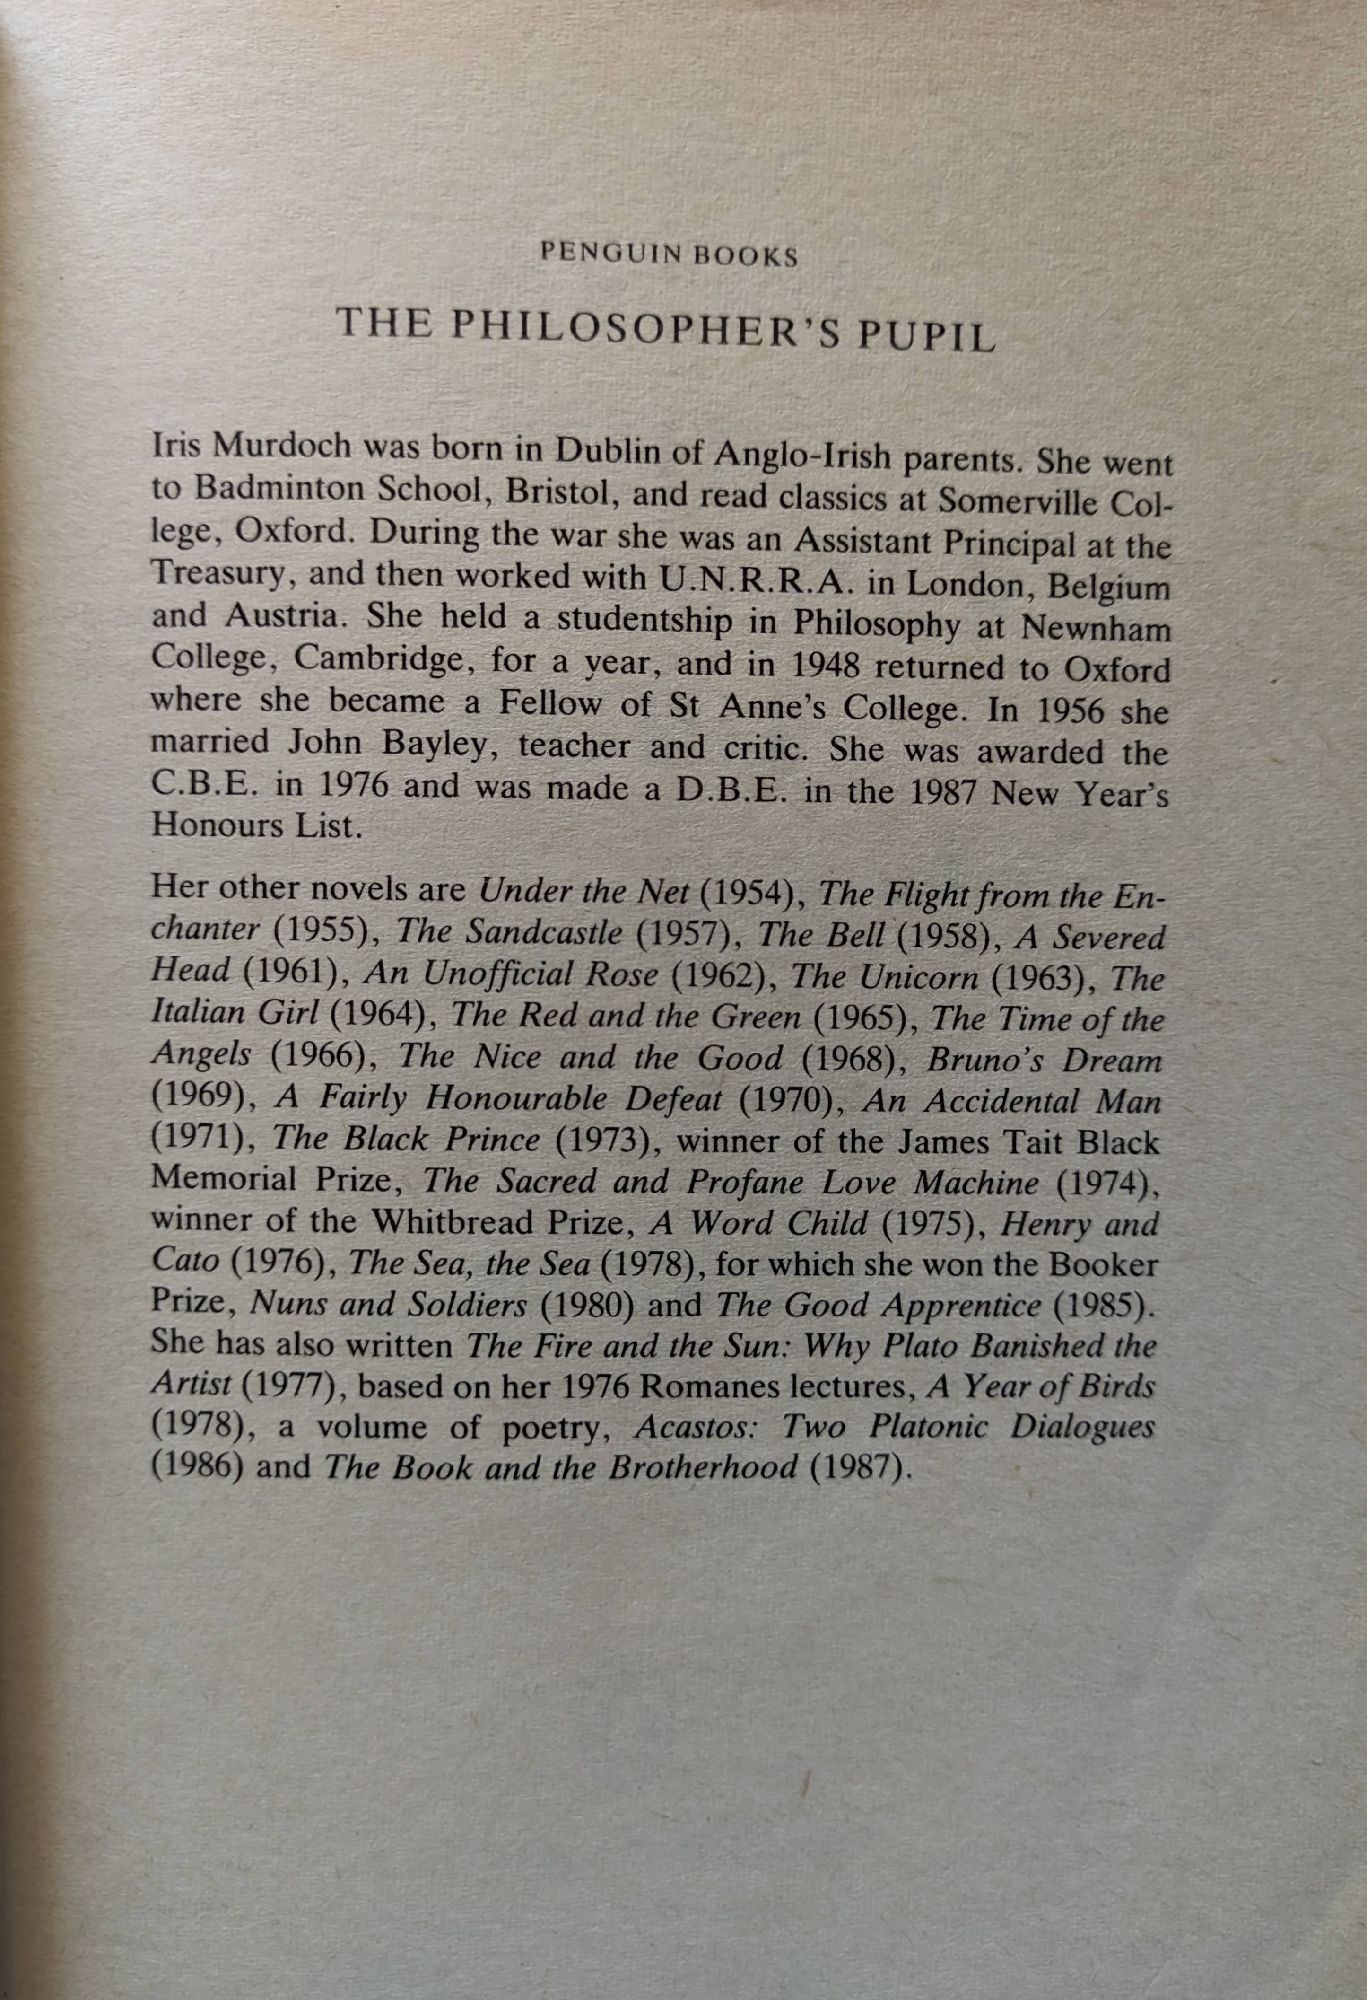 PENGUIN BOOKS
THE PHILOSOPHER'S PUPIL
Iris Murdoch was born in Dublin of Anglo-Irish parents. She went
to Badminton School, Bristol, and read classics at Somerville Col-
lege, Oxford. During the war she was an Assistant Principal at the
Treasury, and then worked with U.N.R.R.A. in London, Belgium
and Austria. She held a studentship in Philosophy at Newnham
College, Cambridge, for a year, and in 1948 returned to Oxford
where she became a Fellow of St Anne's College. In 1956 she
married John Bayley, teacher and critic. She was awarded the
C.B.E. in 1976 and was made a D.B.E. in the 1987 New Year's
Honours List.
Her other novels are Under the Net (1954), The Flight from the En-
chanter (1955), The Sandcastle (1957), The Bell (1958), A Severed
Head (1961), An Unofficial Rose (1962), The Unicorn (1963), The
Italian Girl (1964), The Red and the Green (1965), The Time of the
Angels (1966), The Nice and the Good (1968), Bruno's Dream
(1969), A Fairly Honourable Defeat (1970), An Accidental Man
(1971), The Black Prince (1973), winner of the James Tait Black
Memorial Prize, The Sacred and Profane Love Machine (1974),
winner of the Whitbread Prize, A Word Child (1975), Henry and
Cato (1976), The Sea, the Sea (1978), for which she won the Booker
Prize, Nuns and Soldiers (1980) and The Good Apprentice (1985).
She has also written The Fire and the Sun: Why Plato Banished the
Artist (1977), based on her 1976 Romanes lectures, A Year of Birds
(1978), a volume of poetry, Acastos: Two Platonic Dialogues
(1986) and The Book and the Brotherhood (1987).